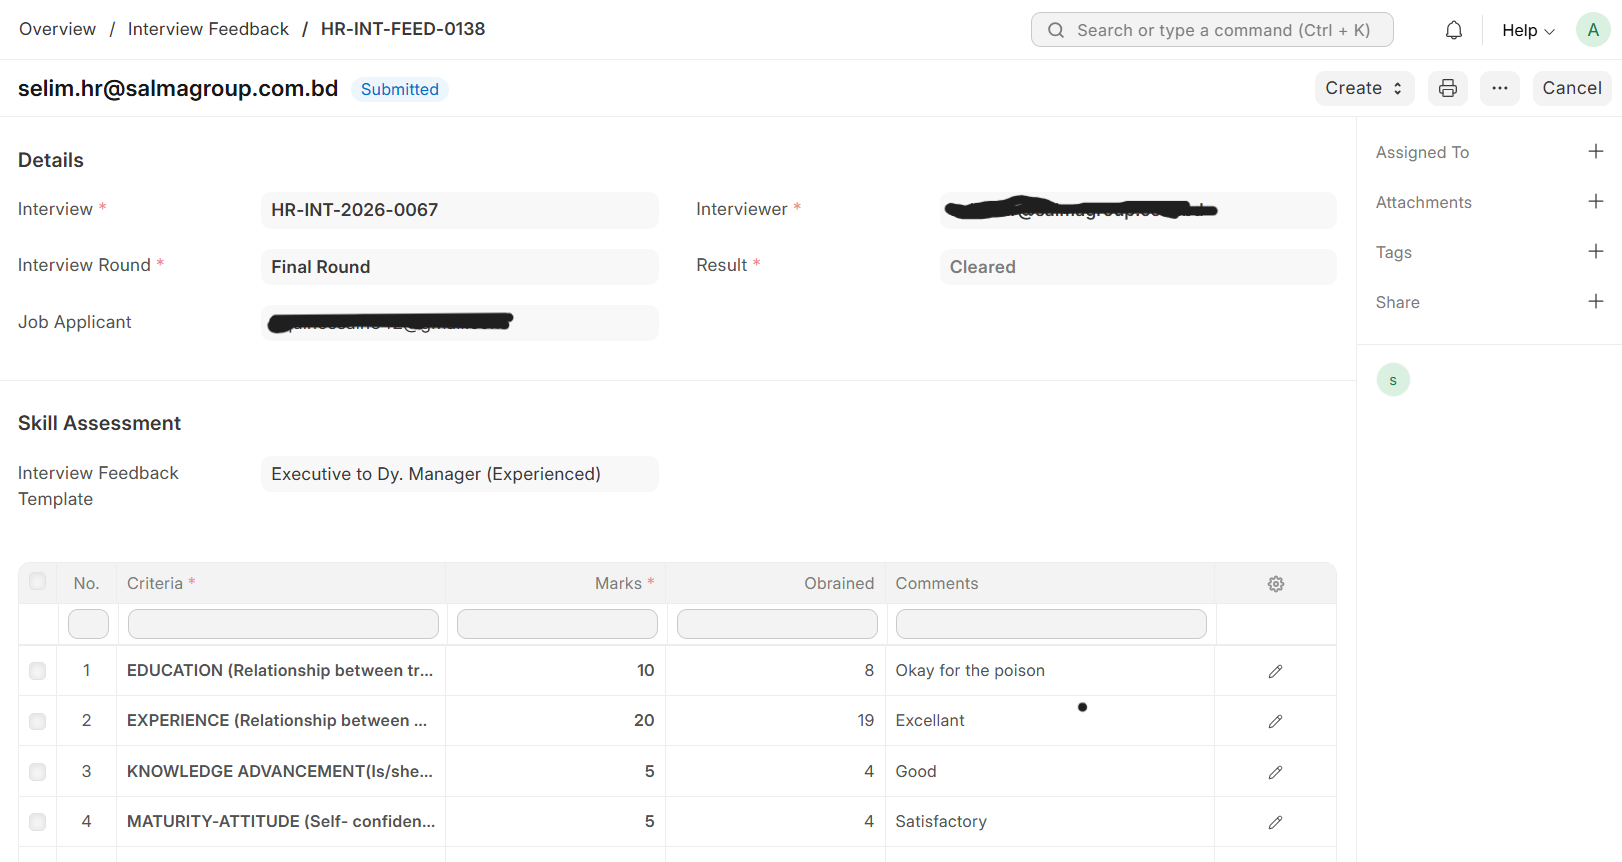 Overview / Interview Feedback / HR-INT-FEED-0138
Search or type a command (Ctrl + K)
Help
A
selim.hr@salmagroup.com.bd Submitted
Create
Cancel
Details
Interview *
HR-INT-2026-0067
Interviewer *
Interview Round *
Final Round
Result *
Cleared
Job Applicant
Assigned To
Attachments
Tags
Share
s
Skill Assessment
Interview Feedback
Template
Executive to Dy. Manager (Experienced)
No. Criteria * Marks * Obrained Comments
1 EDUCATION (Relationship between tr... 10 8 Okay for the poison
2 EXPERIENCE (Relationship between ... 20 19 Excellant
3 KNOWLEDGE ADVANCEMENT(Is/she... 5 4 Good
4 MATURITY-ATTITUDE (Self- confiden... 5 4 Satisfactory